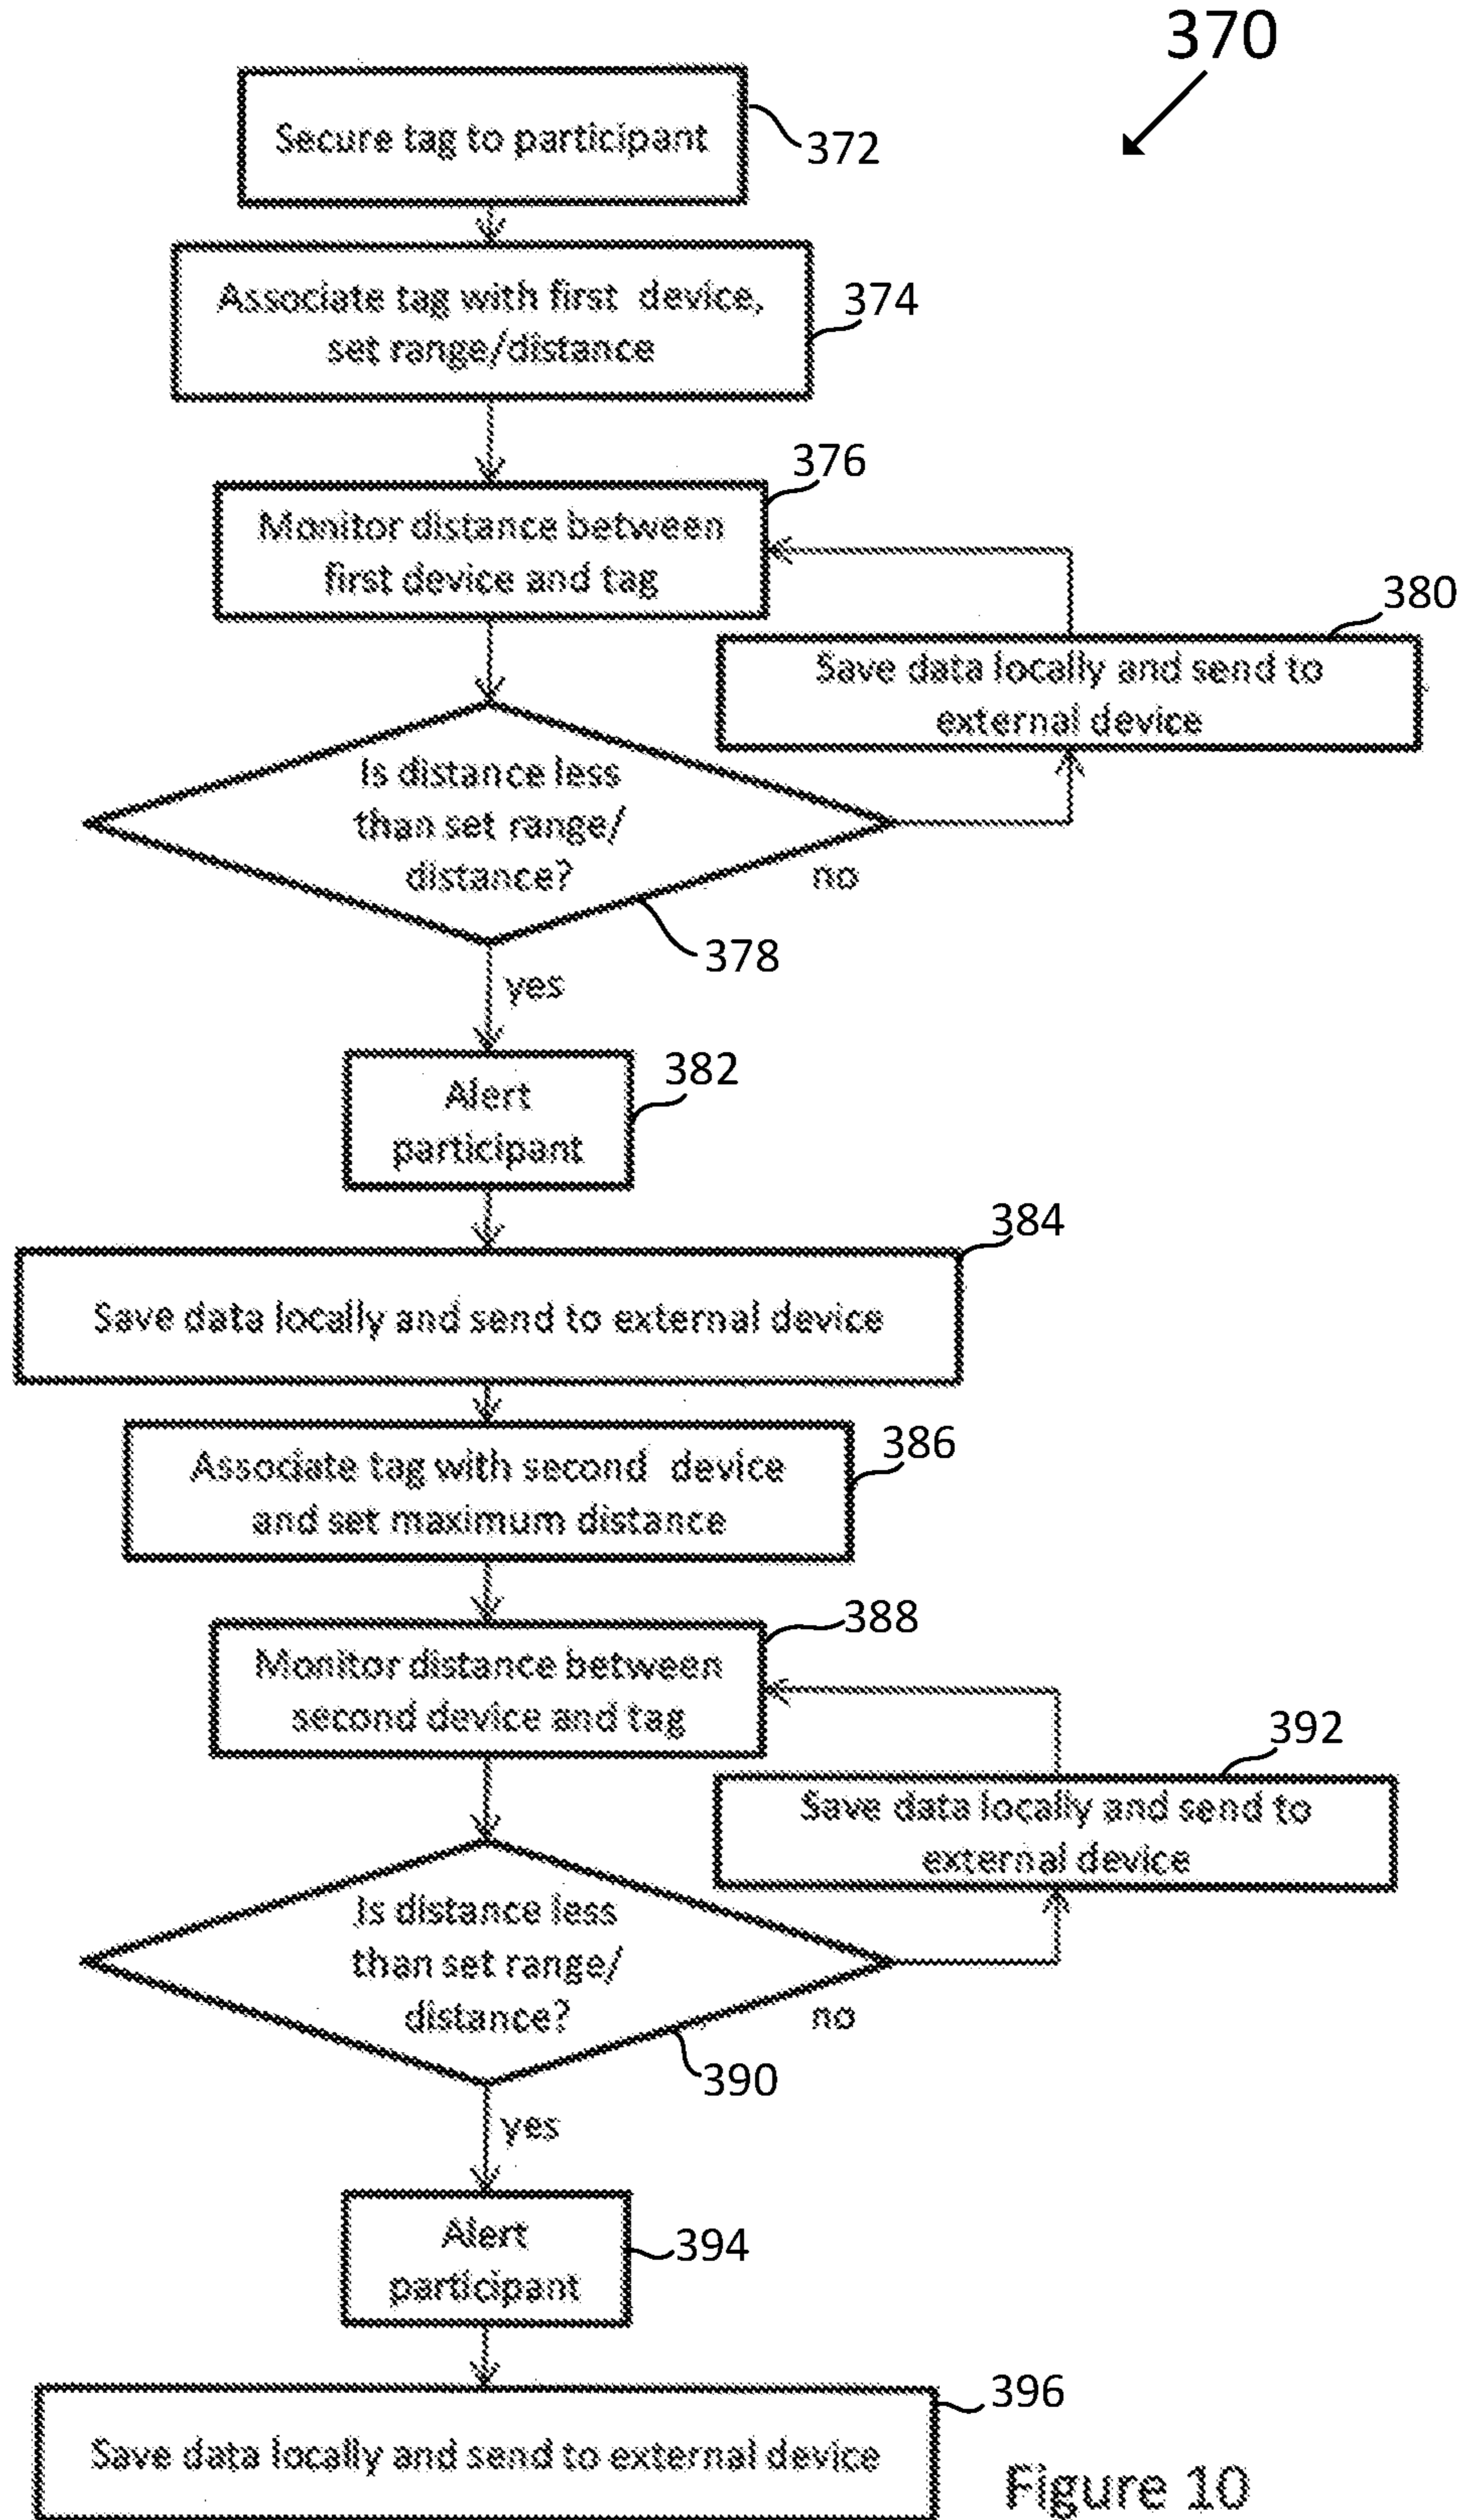 370
Secure tag to participant
372
Associate tag with first device,
set range/distance
374
376
Monitor distance between
first device and tag
380
Save data locally and send to
external device
Is distance less
than set range/
distance?
no
378
yes
382
Alert
participant
384
Save data locally and send to external device
386
Associate tag with second device
and set maximum distance
388
Monitor distance between
second device and tag
392
Save data locally and send to
external device
Is distance less
than set range/
distance?
no
390
yes
Alert
participant
394
396
Save data locally and send to external device
Figure 10